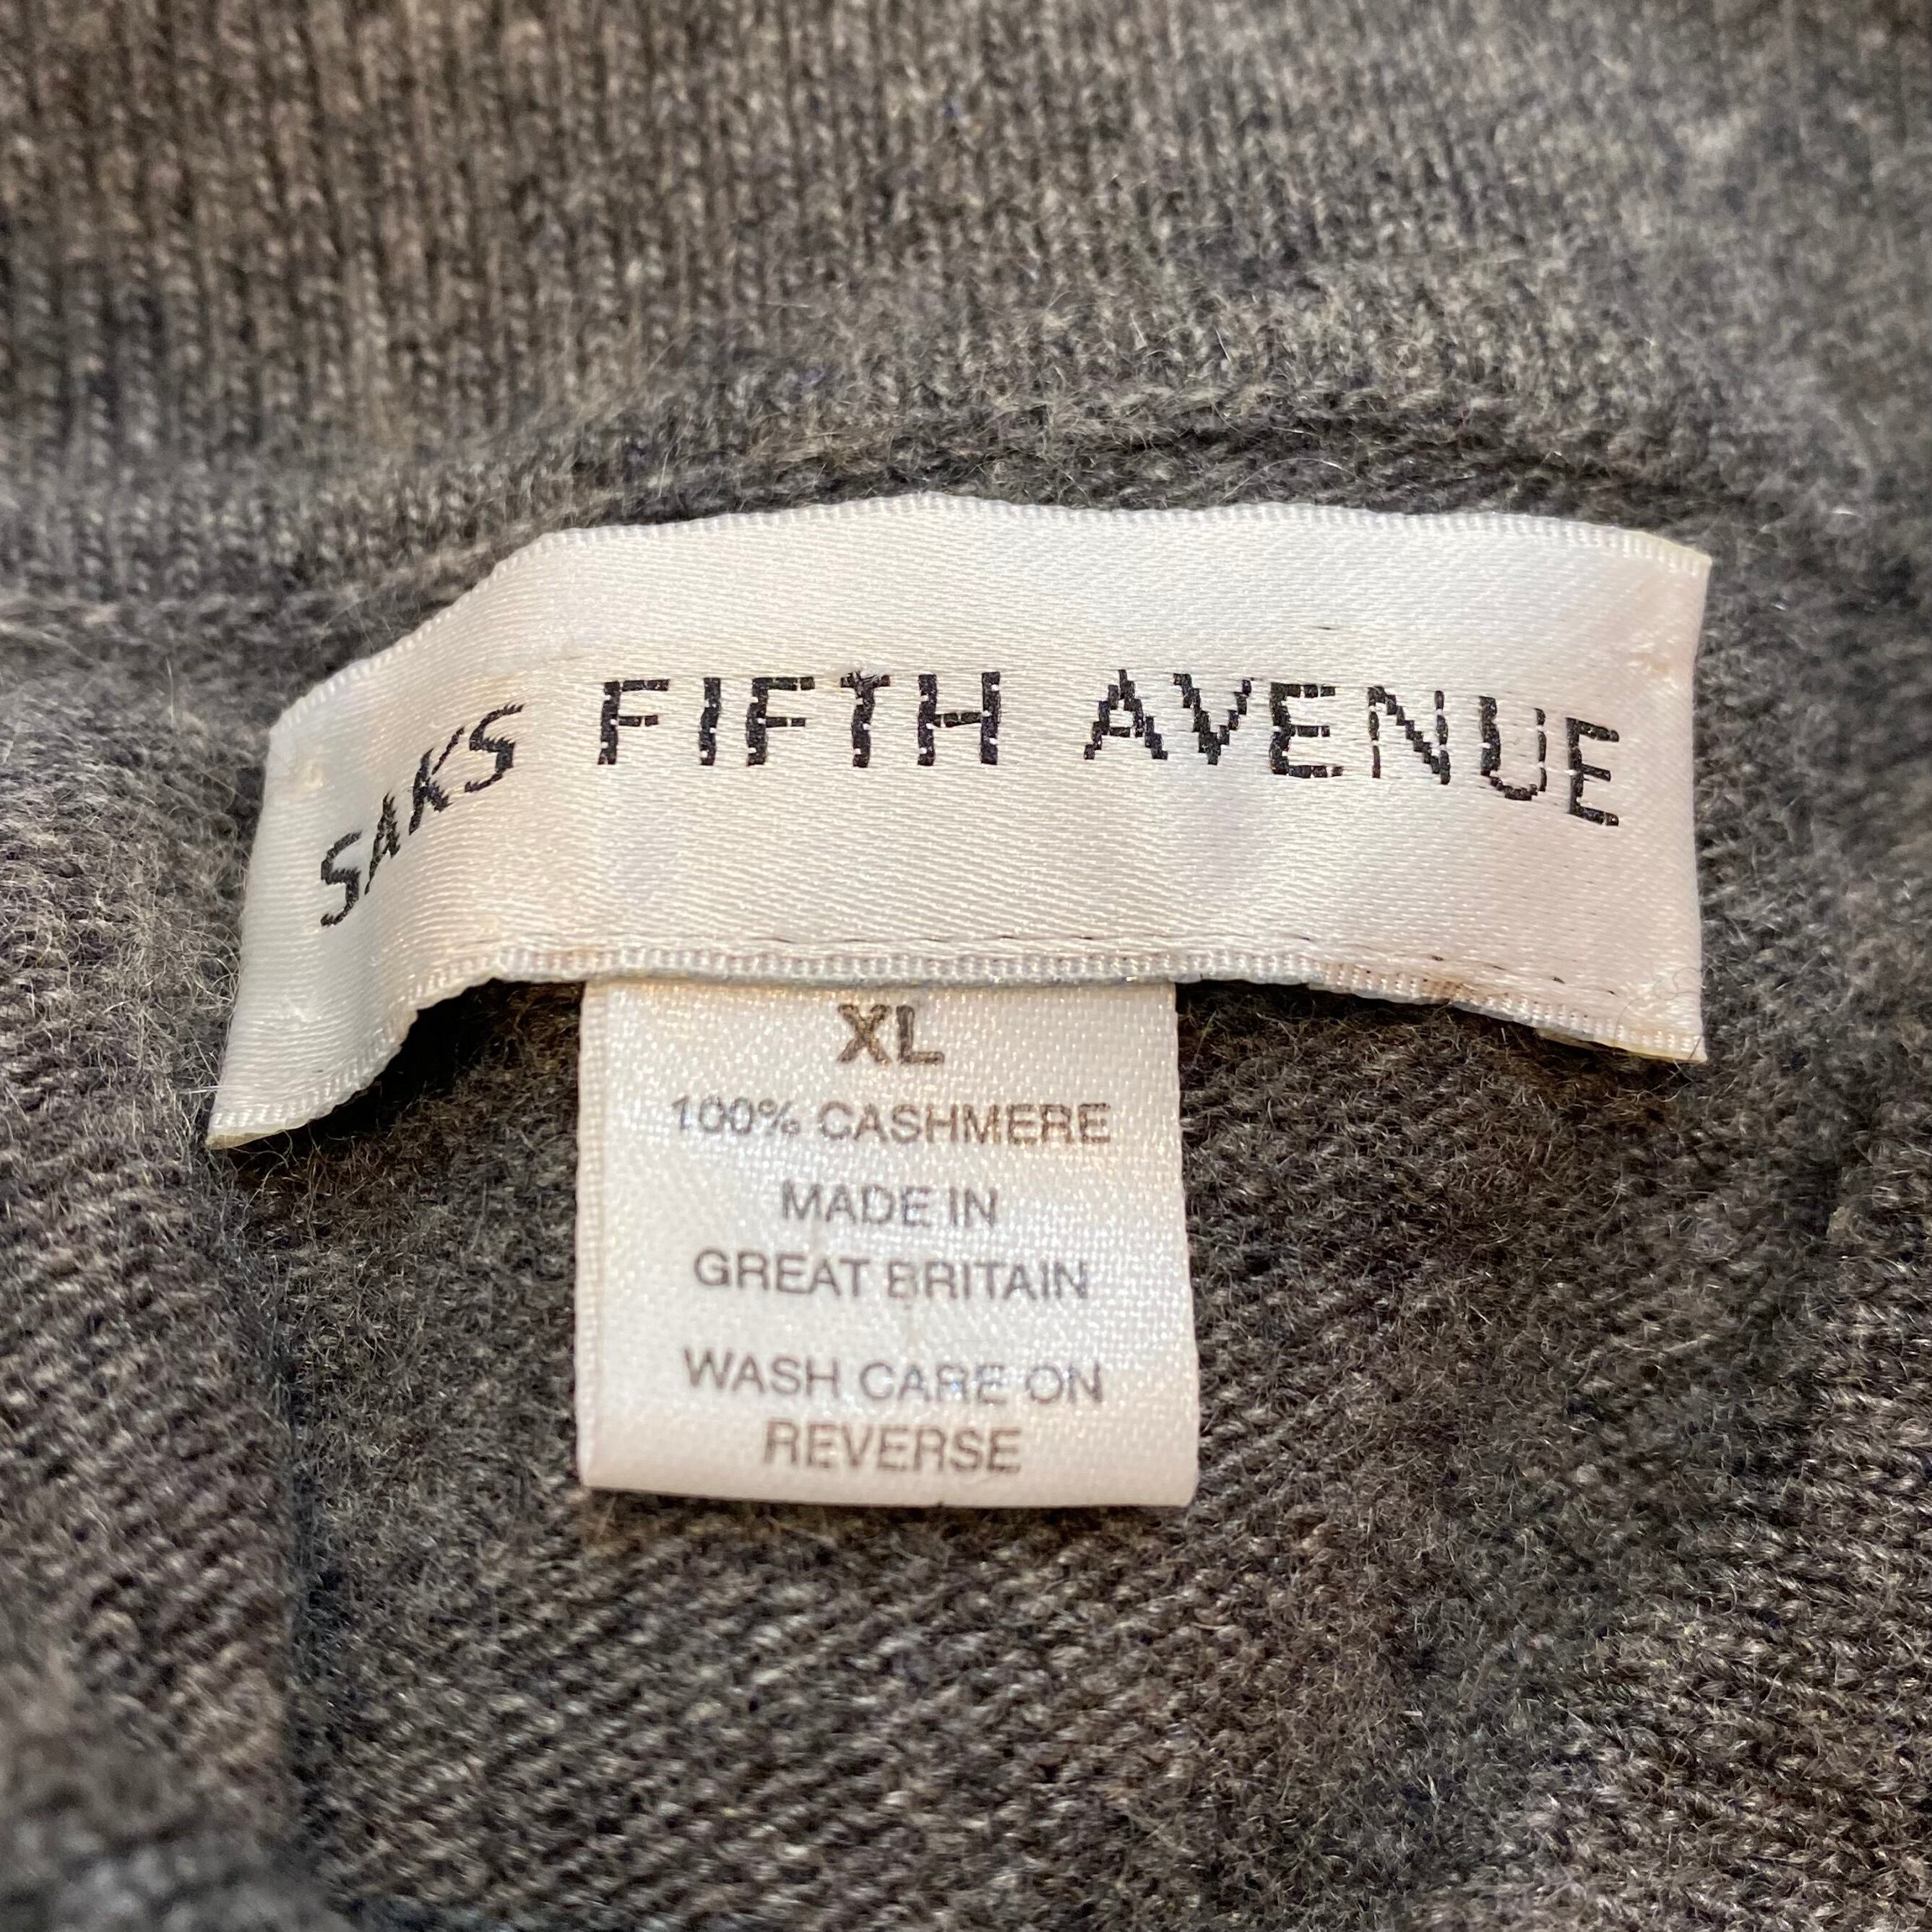 SAKS FIFTH AVENUE
XL
100% CASHMERE
MADE IN
GREAT BRITAIN
WASH CARE ON
REVERSE